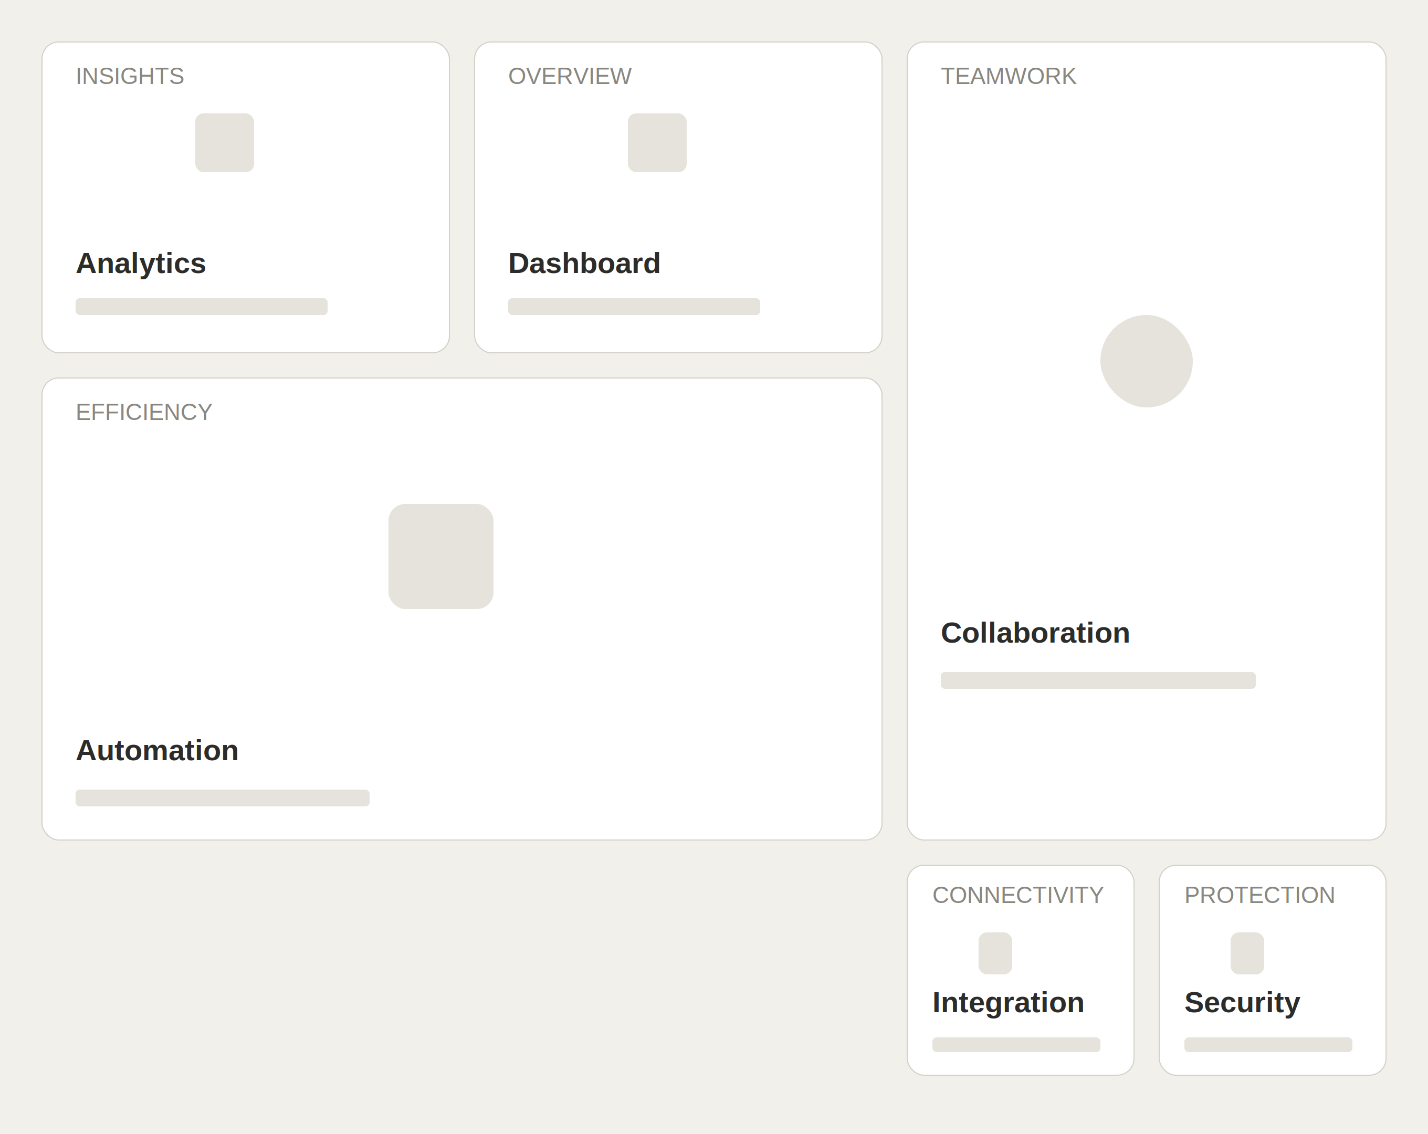 INSIGHTS
Analytics
OVERVIEW
Dashboard
TEAMWORK
Collaboration
EFFICIENCY
Automation
CONNECTIVITY
Integration
PROTECTION
Security